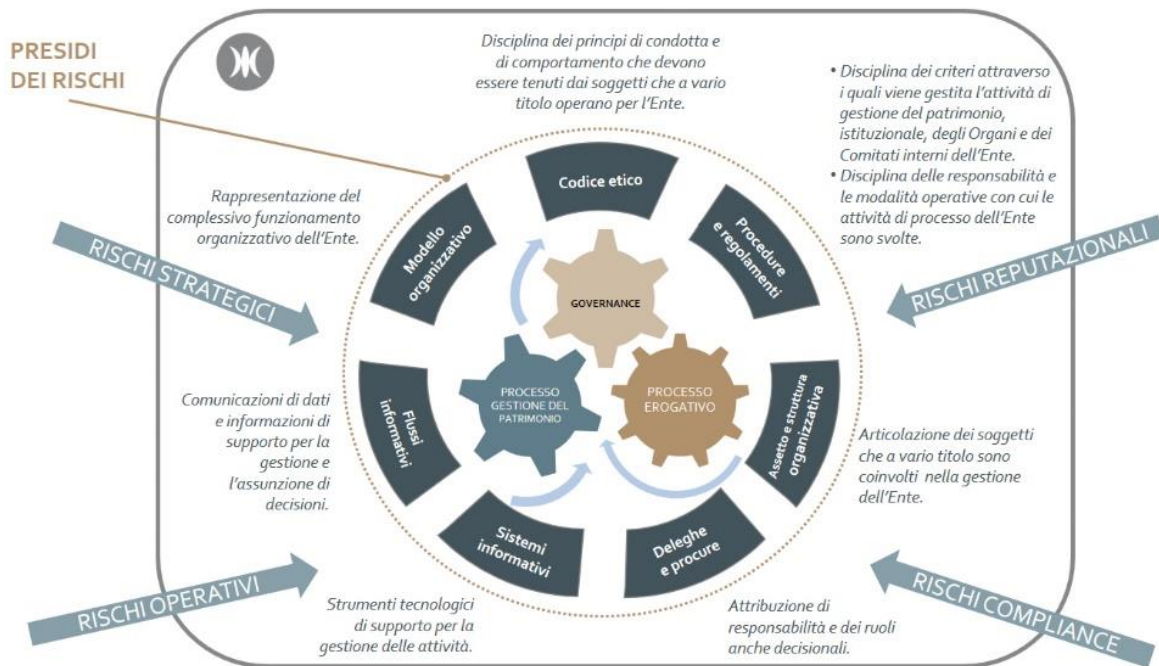 PRESIDI
DEI RISCHI
Disciplina dei principi di condotta e
di comportamento che devono
essere tenuti dai soggetti che a vario
titolo operano per l'Ente.
• Disciplina dei criteri attraverso
i quali viene gestita l'attività di
gestione del patrimonio,
istituzionale, degli Organi e dei
Comitati interni dell'Ente.
• Disciplina delle responsabilità e
le modalità operative con cui le
attività di processo dell'Ente
sono svolte.
Rappresentazione del
complessivo funzionamento
organizzativo dell'Ente.
Codice etico
Modello
organizzativo
Procedure
e regolamenti
RISCHI STRATEGICI
RISCHI REPUTAZIONALI
GOVERNANCE
PROCESSO
GESTIONE DEL
PATRIMONIO
PROCESSO
EROGATIVO
Comunicazioni di dati
e informazioni di
supporto per la
gestione e
l'assunzione di
decisioni.
Flussi
informativi
Assetto e struttura
organizzativa
Articolazione dei soggetti
che a vario titolo sono
coinvolti nella gestione
dell'Ente.
Sistemi
informativi
Deleghe
e procure
RISCHI OPERATIVI
RISCHI COMPLIANCE
Strumenti tecnologici
di supporto per la
gestione delle attività.
Attribuzione di
responsabilità e dei ruoli
anche decisionali.